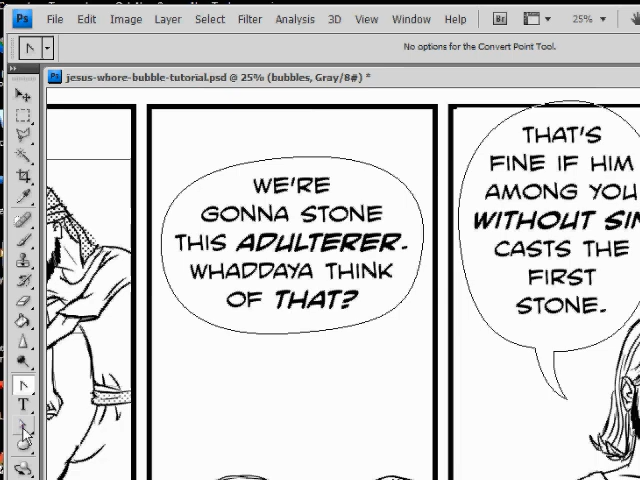 Ps File Edit Image Layer Select Filter Analysis 3D View Window Help Br 25%
No options for the Convert Point Tool.
Ps jesus-whore-bubble-tutorial.psd @ 25% (bubbles, Gray/8#) *
WE'RE
GONNA STONE
THIS ADULTERER.
WHADDAYA THINK
OF THAT?
THAT'S
FINE IF HIM
AMONG YOU
WITHOUT SIN
CASTS THE
FIRST
STONE.
T